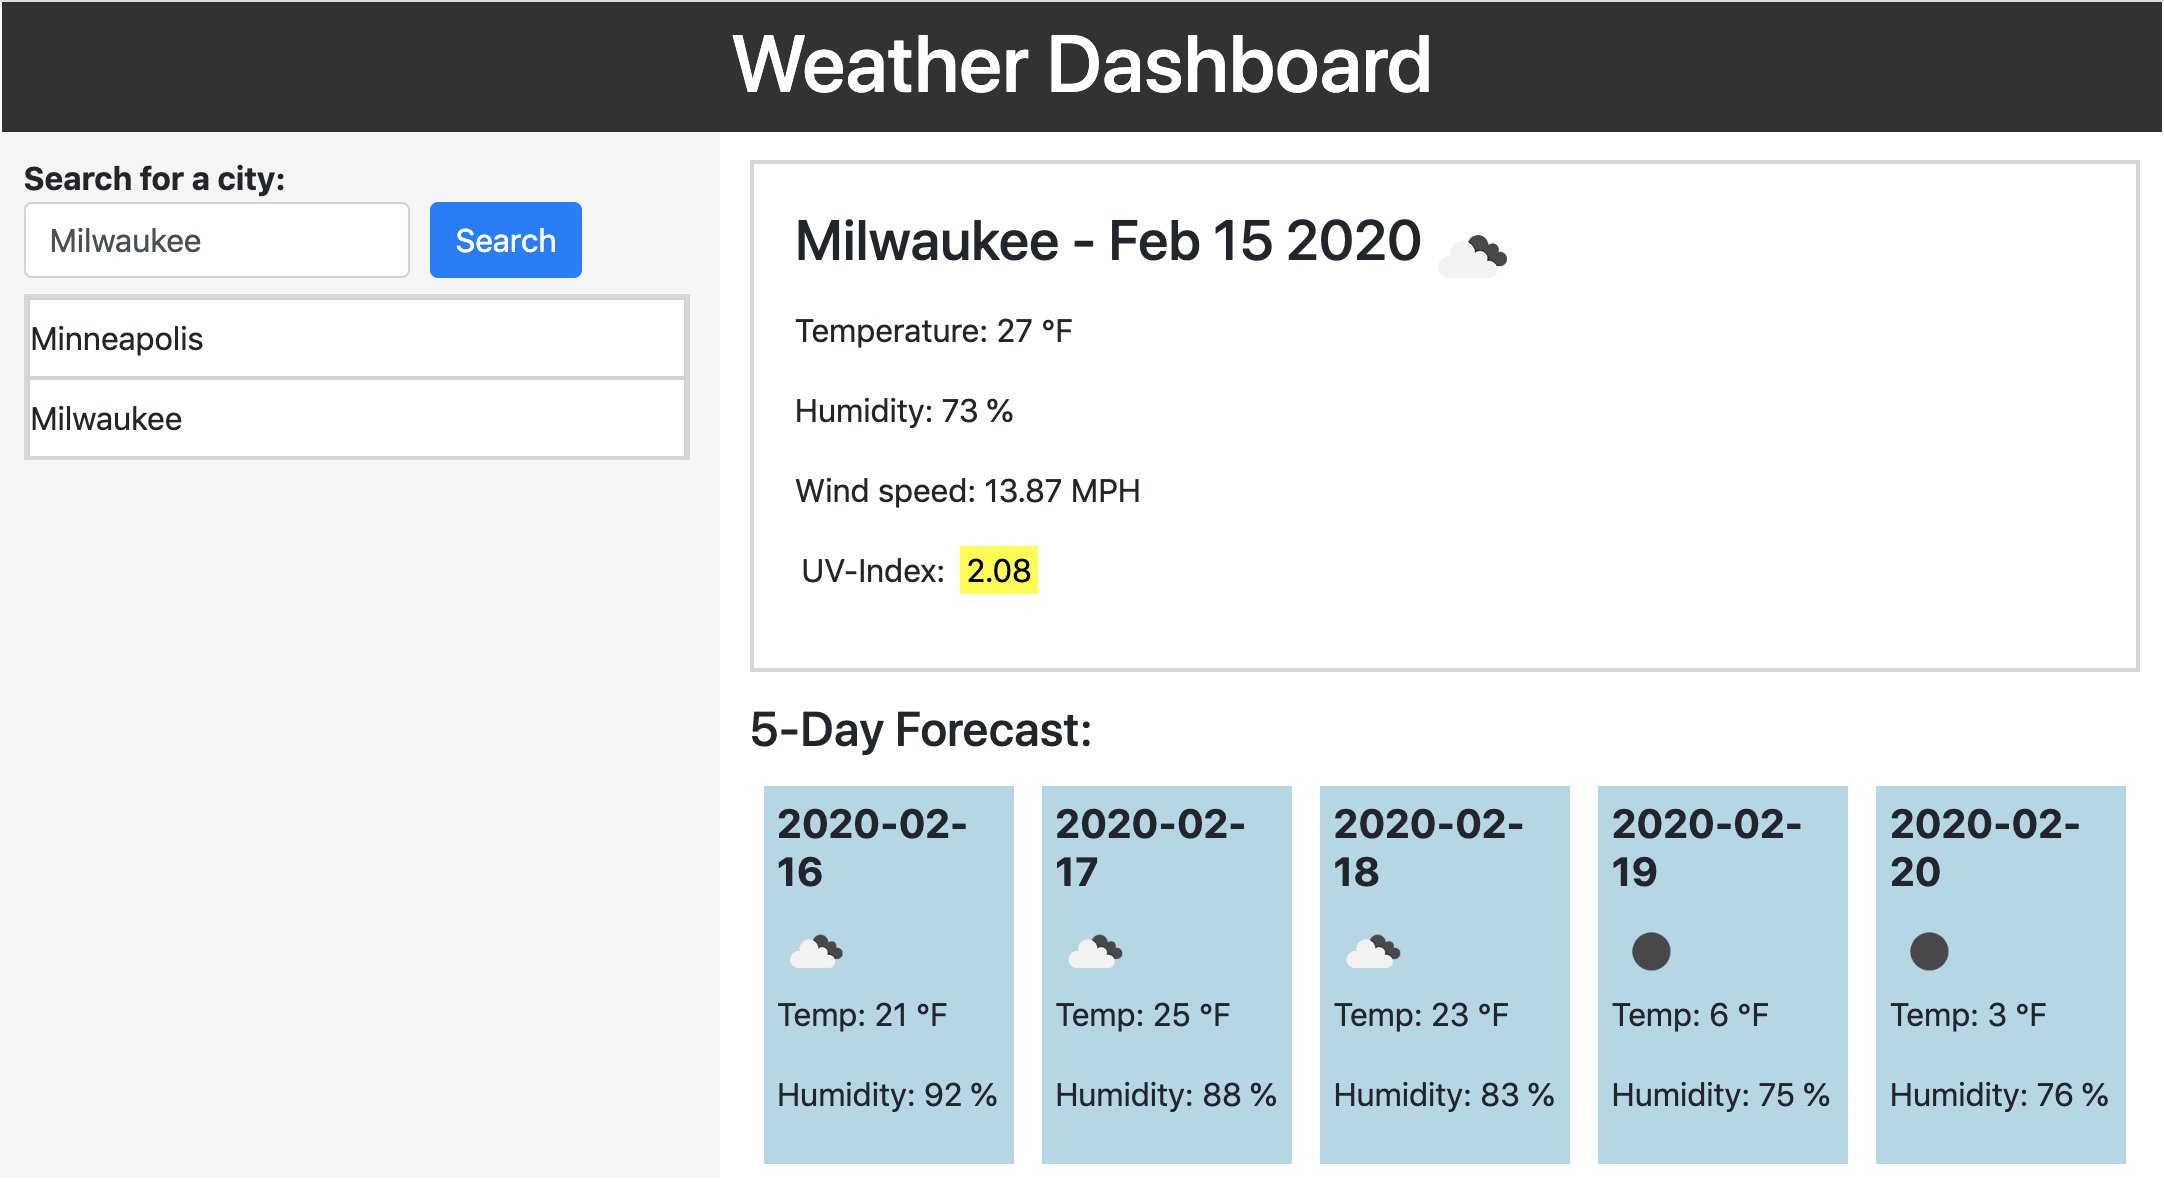 Weather Dashboard
Search for a city:
Milwaukee
Search
Minneapolis
Milwaukee
Milwaukee - Feb 15 2020
Temperature: 27 °F
Humidity: 73 %
Wind speed: 13.87 MPH
UV-Index: 2.08
5-Day Forecast:
2020-02-
16
Temp: 21 °F
Humidity: 92 %
2020-02-
17
Temp: 25 °F
Humidity: 88 %
2020-02-
18
Temp: 23 °F
Humidity: 83 %
2020-02-
19
Temp: 6 °F
Humidity: 75 %
2020-02-
20
Temp: 3 °F
Humidity: 76 %